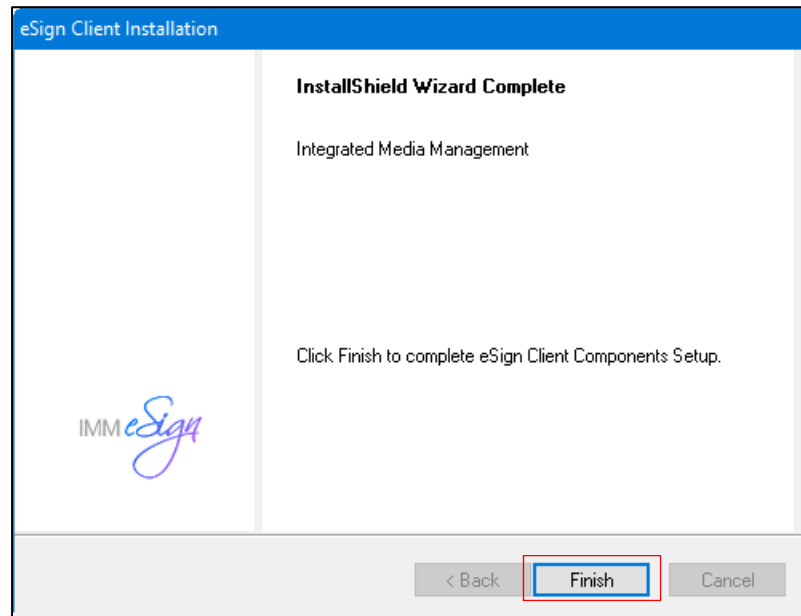 eSign Client Installation
InstallShield Wizard Complete
Integrated Media Management
Click Finish to complete eSign Client Components Setup.
IMM eSign
< Back
Finish
Cancel